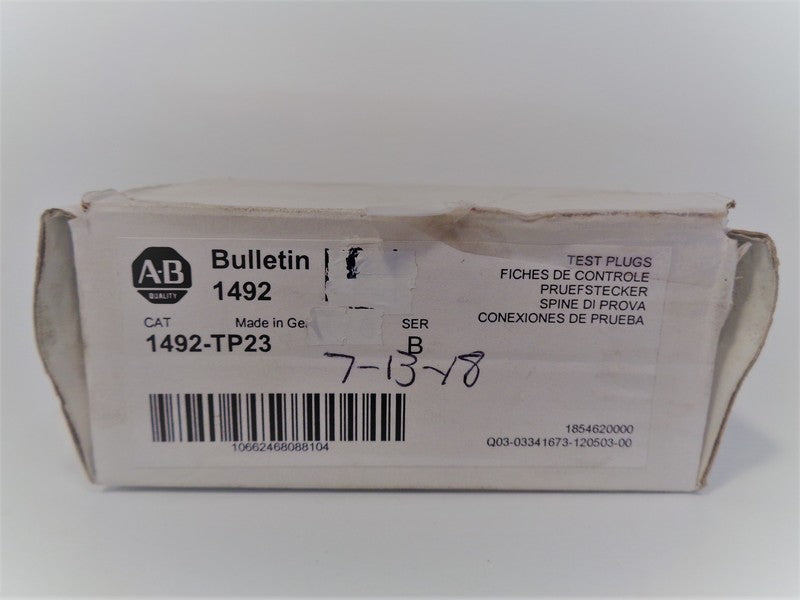 A-B
QUALITY
Bulletin
1492
TEST PLUGS
FICHES DE CONTROLE
PRUEFSTECKER
SPINE DI PROVA
CONEXIONES DE PRUEBA
CAT
Made in
SER
1492-TP23
B
7-13-18
10662468088104
1854620000
Q03-03341673-120503-00